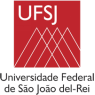 UFSJ
Universidade Federal
de São João del-Rei